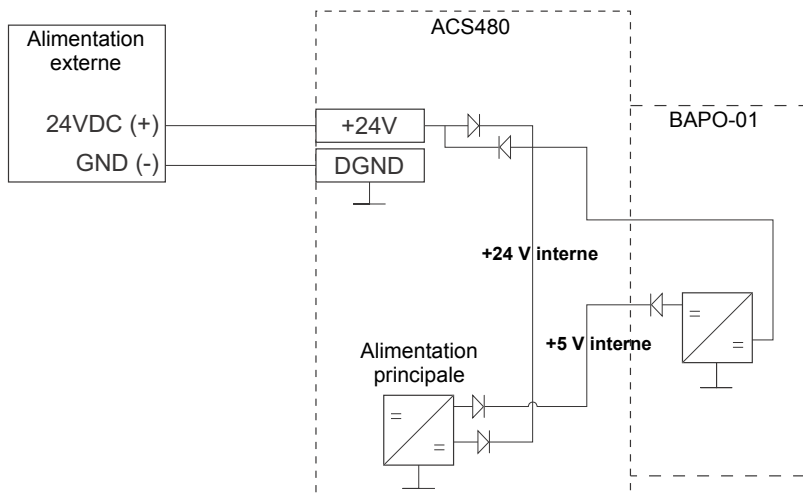 ACS480
Alimentation
externe
24VDC (+)
+24V
GND (-)
DGND
BAPO-01
+24 V interne
+5 V interne
Alimentation
principale